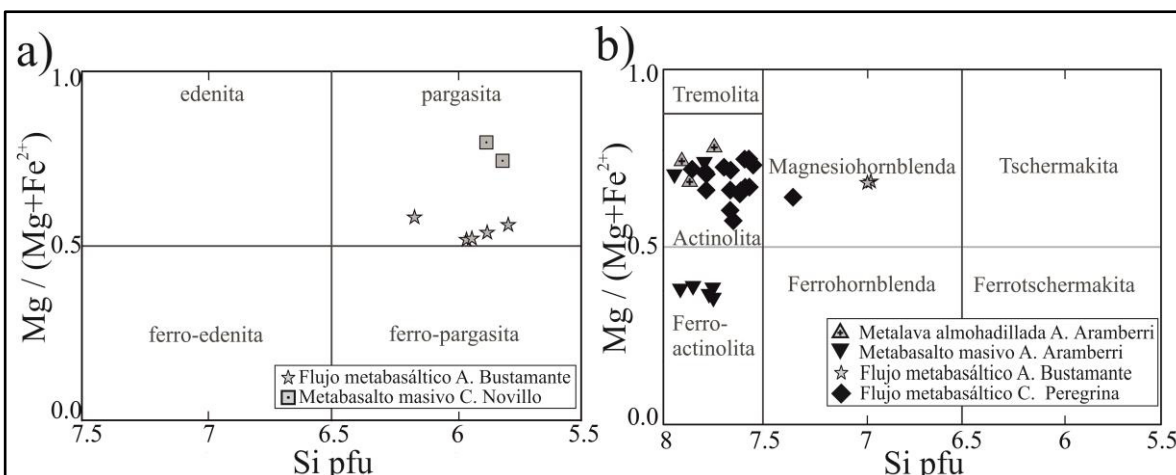 a)
1.0
edenita
pargasita
Mg / (Mg+Fe²⁺)
0.5
ferro-edenita
ferro-pargasita
Flujo metabasáltico A. Bustamante
Metabasalto masivo C. Novillo
0.0
7.5
7
6.5
6
5.5
Si pfu
b)
1.0
Tremolita
Magnesiohornblenda
Tschermakita
Mg / (Mg+Fe²⁺)
Actinolita
0.5
Ferrohornblenda
Ferrotschermakita
Ferro-
actinolita
Metalava almohadillada A. Aramberri
Metabasalto masivo A. Aramberri
Flujo metabasáltico A. Bustamante
Flujo metabasáltico C. Peregrina
0.0
8
7.5
7
6.5
6
5.5
Si pfu